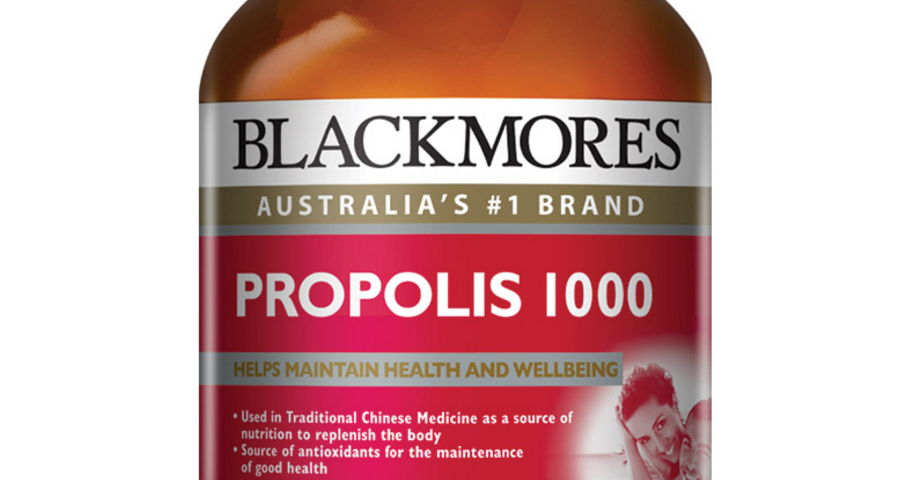 BLACKMORES
AUSTRALIA'S #1 BRAND
PROPOLIS 1000
HELPS MAINTAIN HEALTH AND WELLBEING
• Used in Traditional Chinese Medicine as a source of
nutrition to replenish the body
• Source of antioxidants for the maintenance
of good health